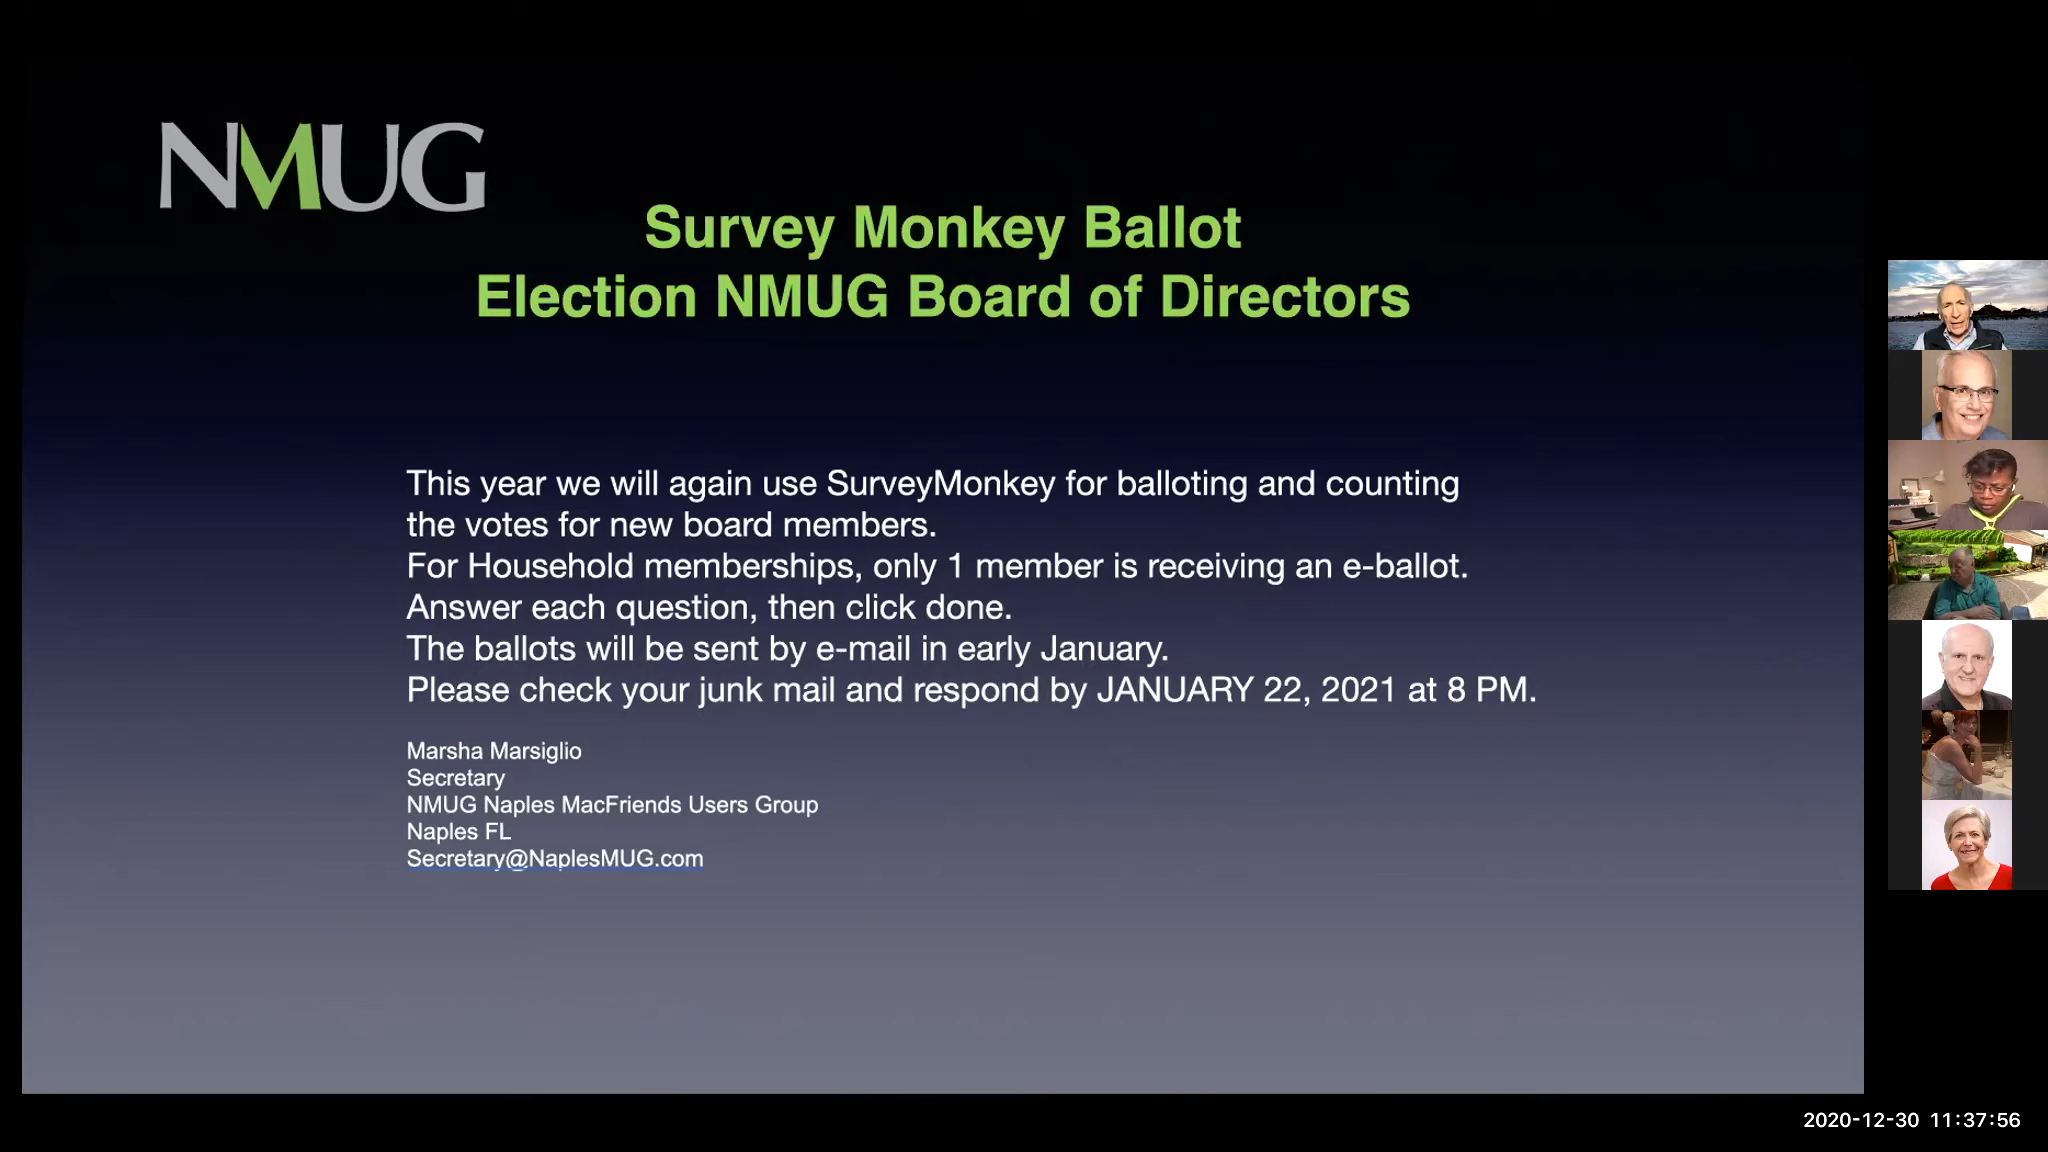 NMUG
Survey Monkey Ballot
Election NMUG Board of Directors
This year we will again use SurveyMonkey for balloting and counting
the votes for new board members.
For Household memberships, only 1 member is receiving an e-ballot.
Answer each question, then click done.
The ballots will be sent by e-mail in early January.
Please check your junk mail and respond by JANUARY 22, 2021 at 8 PM.
Marsha Marsiglio
Secretary
NMUG Naples MacFriends Users Group
Naples FL
Secretary@NaplesMUG.com
2020-12-30 11:37:56